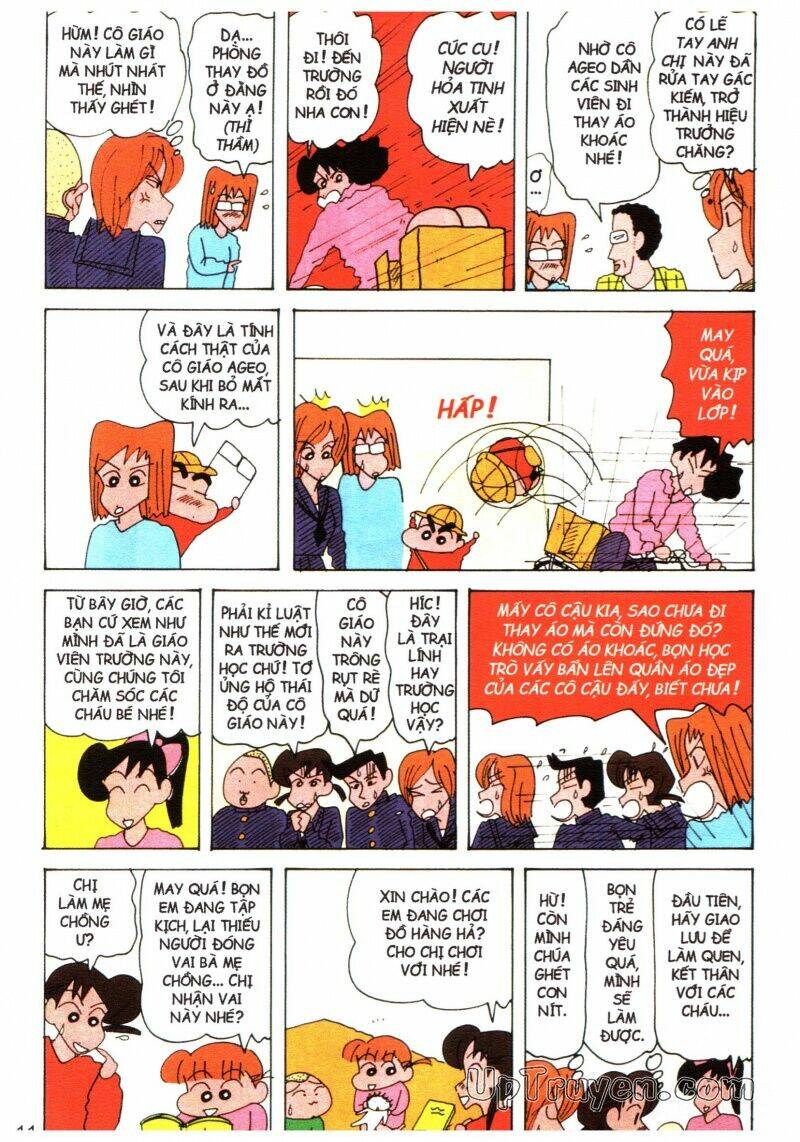 CÓ LẼ
TAY ANH
CHỊ NÀY ĐÃ
RỬA TAY GÁC
KIẾM, TRỞ
THÀNH HIỆU
TRƯỞNG
CHĂNG?
NHỜ CÔ
AGEO DẪN
CÁC SINH
VIÊN ĐI
THAY ÁO
KHOÁC NHÉ!
Ơ
...
CÚC CU!
NGƯỜI
HỎA TINH
XUẤT
HIỆN NÈ!
THÔI
ĐI! ĐẾN
TRƯỜNG
RỒI ĐÓ
NHA CON!
DẠ...
PHÒNG
THAY ĐỒ
Ở ĐẰNG
NÀY Ạ!
(THÌ
THẦM)
HỪM! CÔ GIÁO
NÀY LÀM GÌ
MÀ NHÚT NHÁT
THẾ, NHÌN
THẤY GHÉT!
MAY
QUÁ,
VỪA KỊP
VÀO
LỚP!
HẤP!
VÀ ĐÂY LÀ TÍNH
CÁCH THẬT CỦA
CÔ GIÁO AGEO,
SAU KHI BỎ MẮT
KÍNH RA...
MẤY CÔ CẬU KIA, SAO CHƯA ĐI
THAY ÁO MÀ CÒN ĐỨNG ĐÓ?
KHÔNG CÓ ÁO KHOÁC, BỌN HỌC
TRÒ VẤY BẨN LÊN QUẦN ÁO ĐẸP
CỦA CÁC CÔ CẬU ĐẤY, BIẾT CHƯA!
HÍC!
ĐÂY
LÀ TRẠI
LÍNH
HAY
TRƯỜNG
HỌC
VẬY?
CÔ
GIÁO
NÀY
TRÔNG
RỤT RÈ
MÀ DỮ
QUÁ!
PHẢI KỈ LUẬT
NHƯ THẾ MỚI
RA TRƯỜNG
HỌC CHỨ! TỚ
ỦNG HỘ THÁI
ĐỘ CỦA CÔ
GIÁO NÀY!
TỪ BÂY GIỜ, CÁC
BẠN CỨ XEM NHƯ
MÌNH ĐÃ LÀ GIÁO
VIÊN TRƯỜNG NÀY,
CÙNG CHÚNG TÔI
CHĂM SÓC CÁC
CHÁU BÉ NHÉ!
ĐẦU TIÊN,
HÃY GIAO
LƯU ĐỂ
LÀM QUEN,
KẾT THÂN
VỚI CÁC
CHÁU...
BỌN
TRẺ
ĐÁNG
YÊU
QUÁ,
MÌNH
SẼ
LÀM
ĐƯỢC.
HỪ!
CÒN
MÌNH
CHÚA
GHÉT
CON
NÍT.
XIN CHÀO! CÁC
EM ĐANG CHƠI
ĐỒ HÀNG HẢ?
CHO CHỊ CHƠI
VỚI NHÉ!
MAY QUÁ! BỌN
EM ĐANG TẬP
KỊCH, LẠI THIẾU
NGƯỜI ĐÓNG
VAI BÀ MẸ
CHỒNG... CHỊ
NHẬN VAI
NÀY NHÉ?
CHỊ
LÀM MẸ
CHỒNG
Ư?
UpTruyen.com